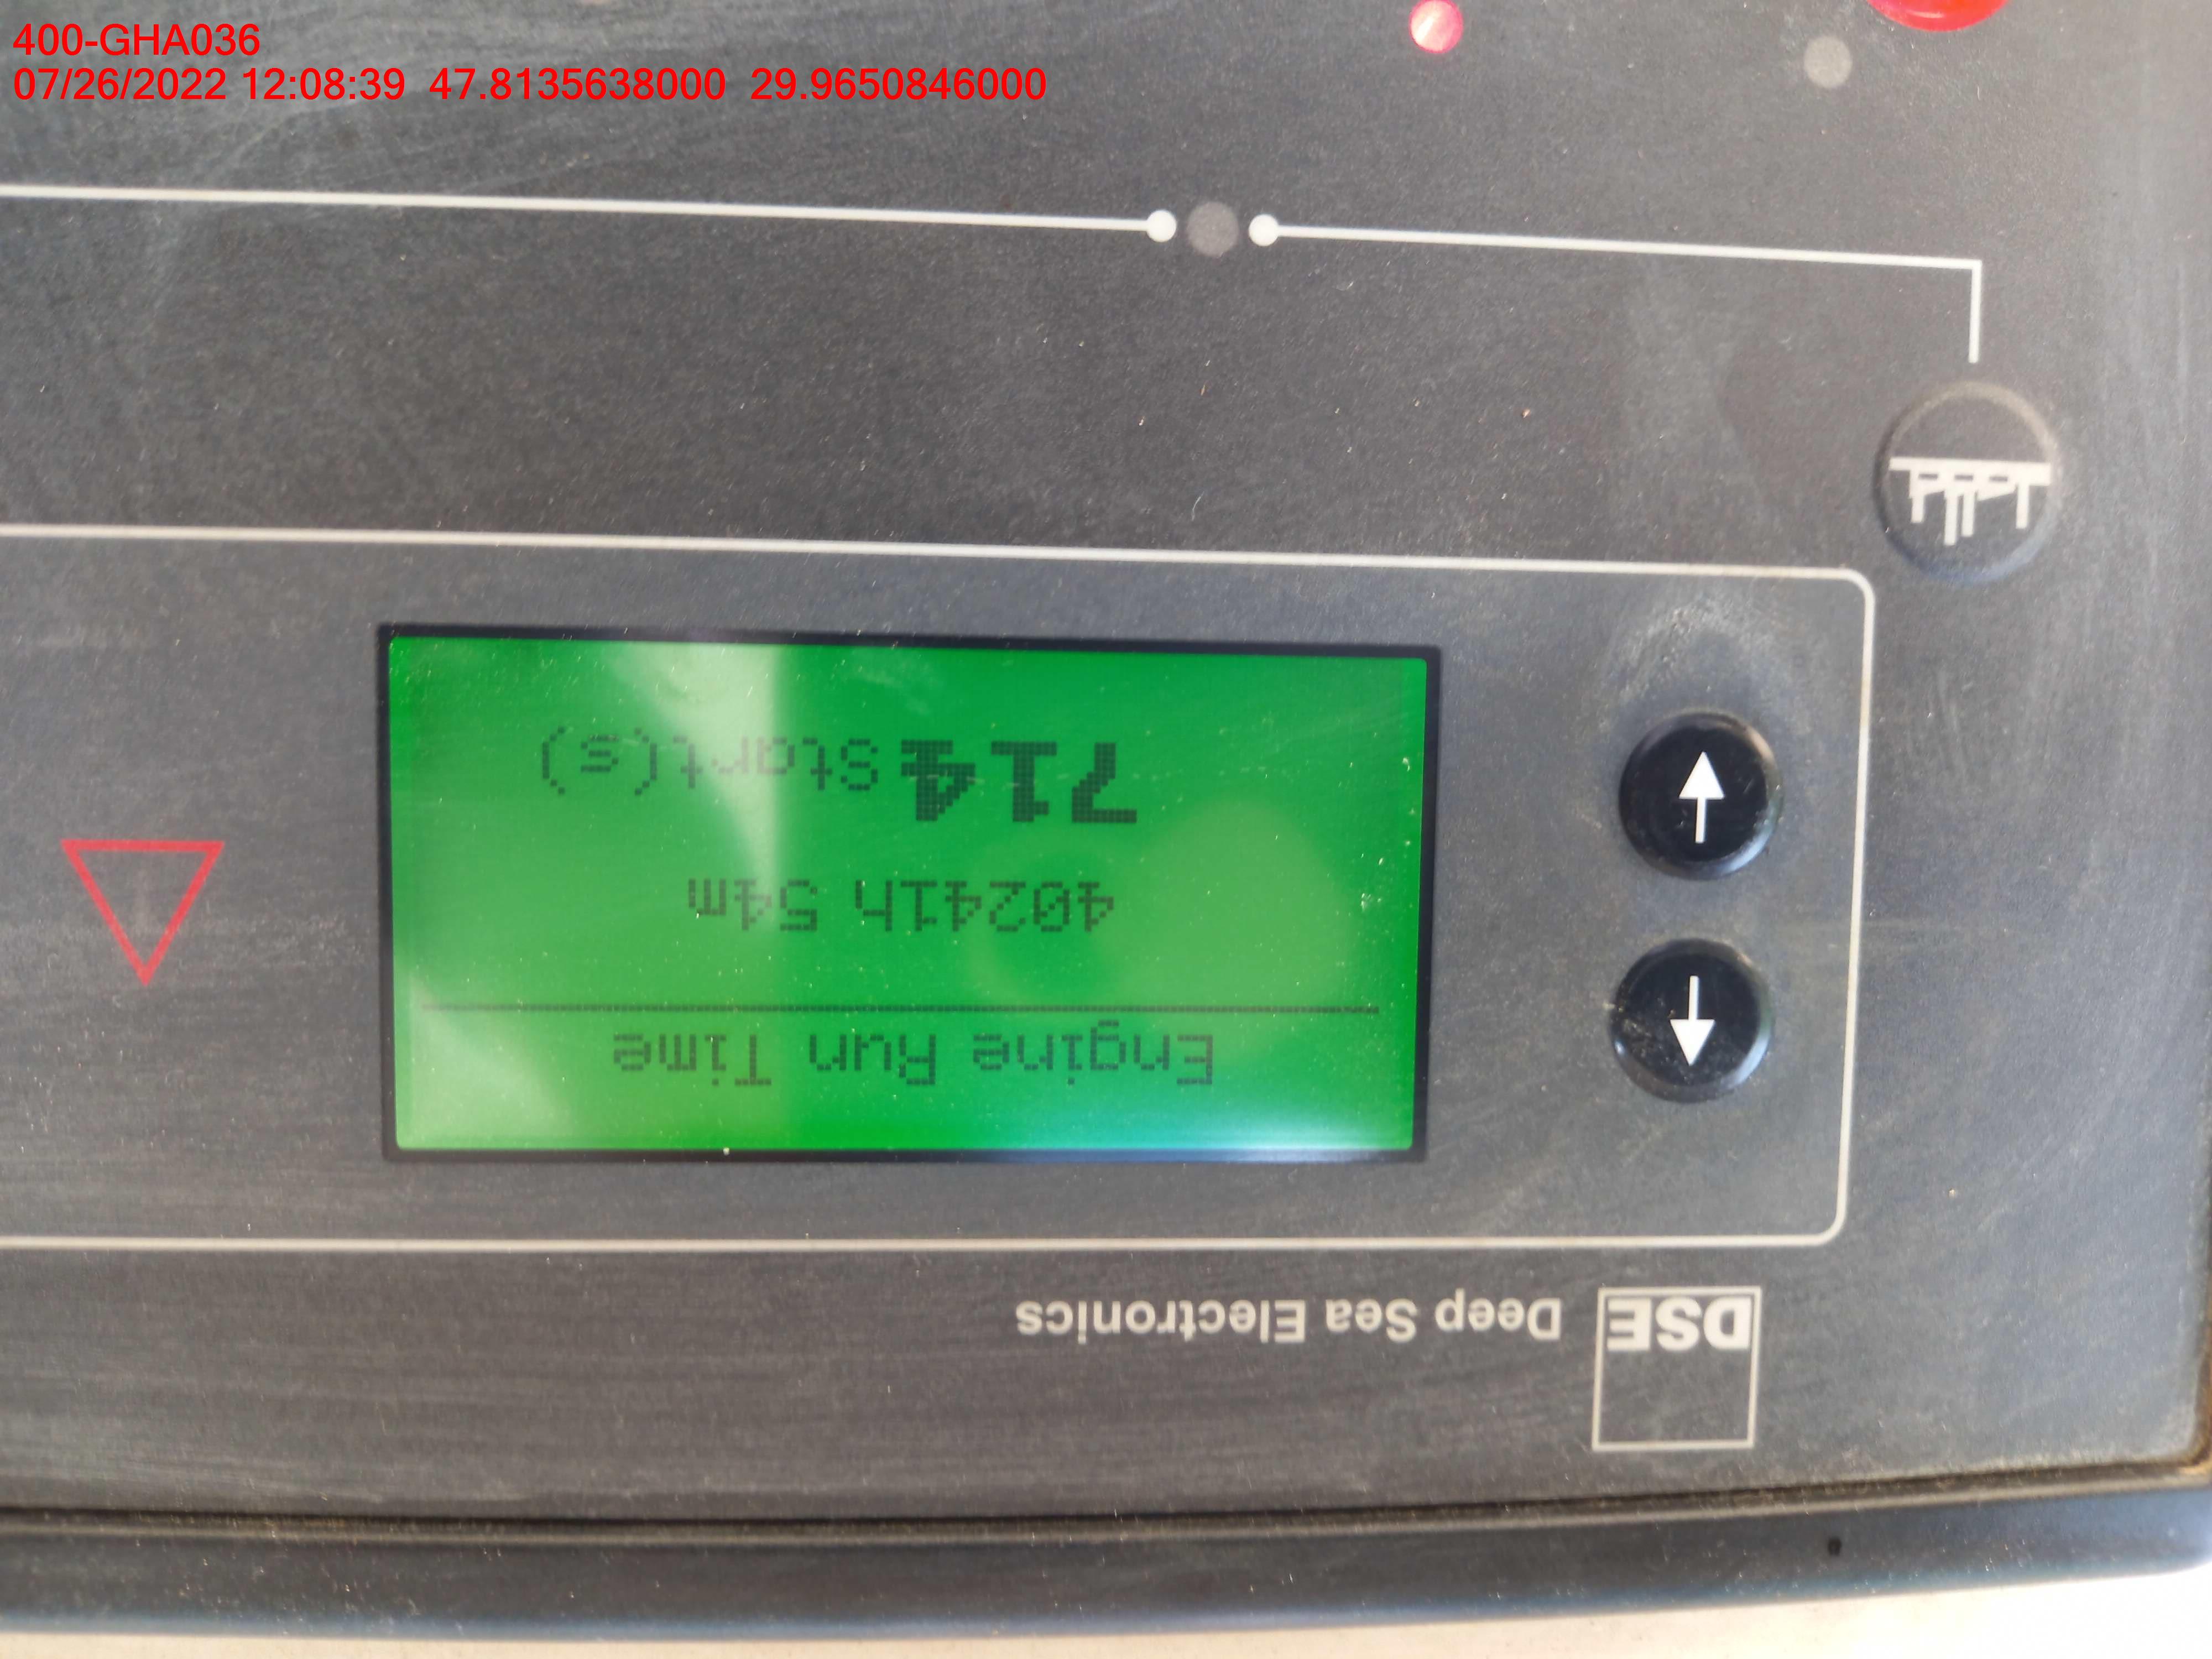 400-GHA036
07/26/2022 12:08:39 47.8135638000 29.9650846000
DSE Deep Sea Electronics
Engine Run Time
40241h 54m
714 Start(s)